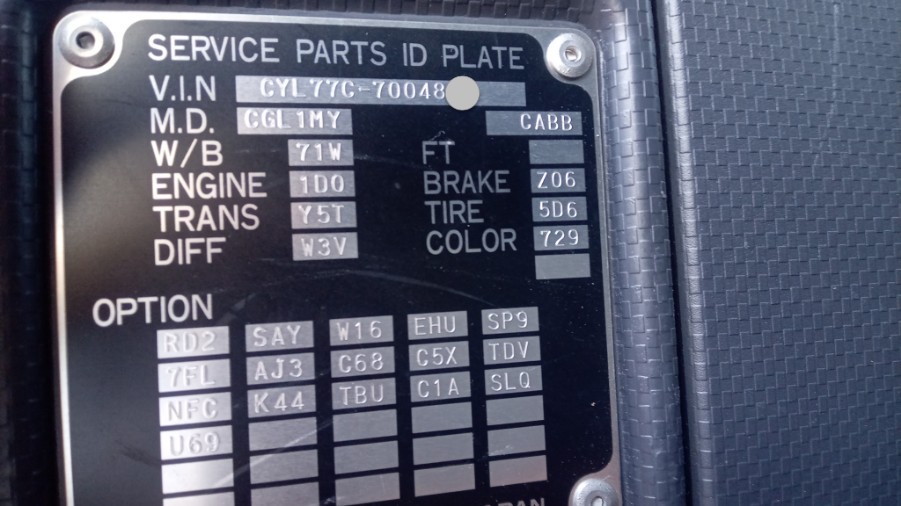 SERVICE PARTS ID PLATE
V.I.N CYL77C-70048
M.D. CGL1MY CABB
W/B 71W FT
ENGINE 1D0 BRAKE Z06
TRANS Y5T TIRE 5D6
DIFF W3V COLOR 729
OPTION
RD2 SAY W16 EHU SP9
7FL AJ3 C68 C5X TDV
NFC K44 TBU C1A SLQ
U69